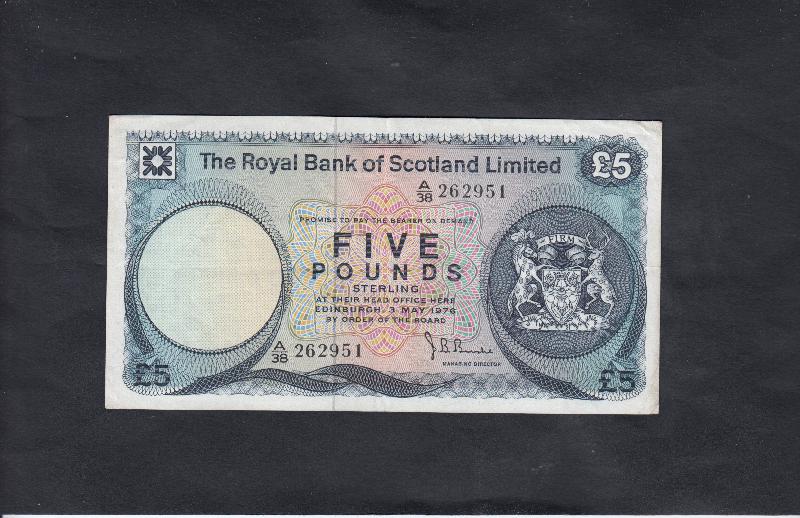 The Royal Bank of Scotland Limited
£5
A/38 262951
FIRM
PROMISE TO PAY THE BEARER ON DEMAND
FIVE
POUNDS
STERLING
AT THEIR HEAD OFFICE HERE
EDINBURGH, 3 MAY 1976
BY ORDER OF THE BOARD
A/38 262951
J B Burke
MANAGING DIRECTOR
£5
£5